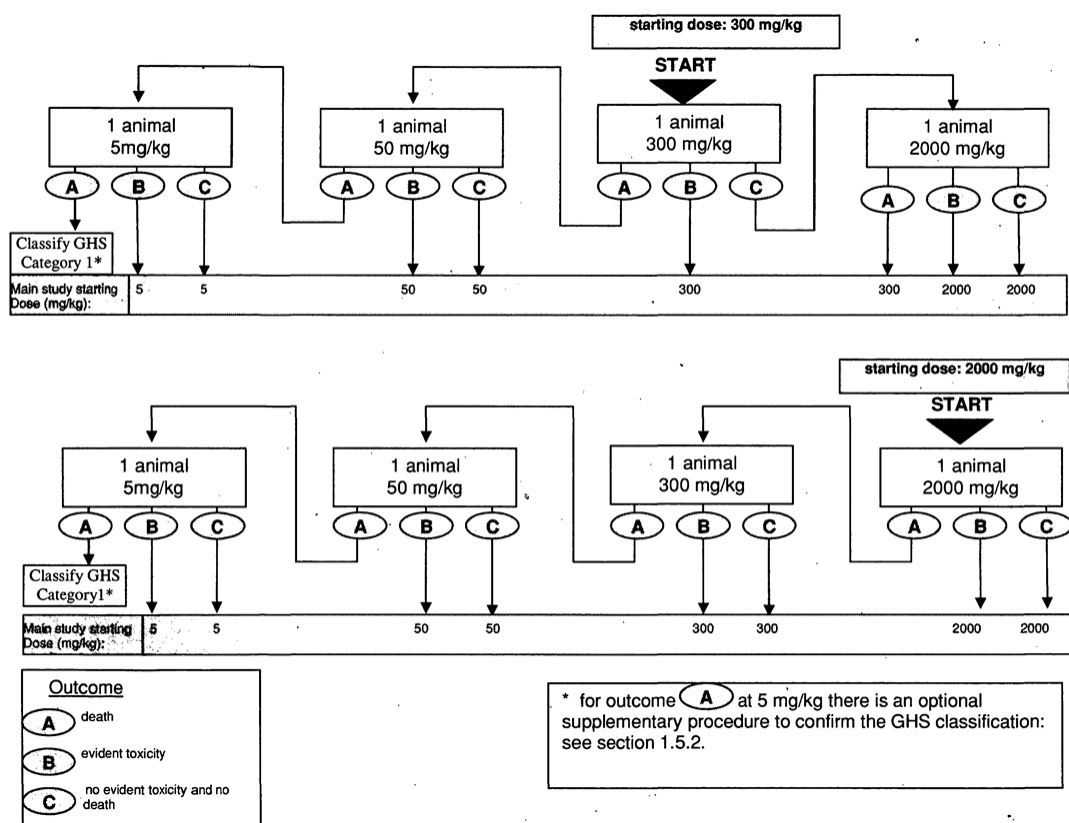 starting dose: 300 mg/kg
START
1 animal
5mg/kg
1 animal
50 mg/kg
1 animal
300 mg/kg
1 animal
2000 mg/kg
A B C A B C A B C A B C
Classify GHS
Category 1*
Main study starting
Dose (mg/kg):
5 5 50 50 300 300 2000 2000
starting dose: 2000 mg/kg
START
1 animal
5mg/kg
1 animal
50 mg/kg
1 animal
300 mg/kg
1 animal
2000 mg/kg
A B C A B C A B C A B C
Classify GHS
Category1*
Main study starting
Dose (mg/kg):
5 5 50 50 300 300 2000 2000
Outcome
A death
B evident toxicity
C no evident toxicity and no
death
* for outcome A at 5 mg/kg there is an optional
supplementary procedure to confirm the GHS classification:
see section 1.5.2.